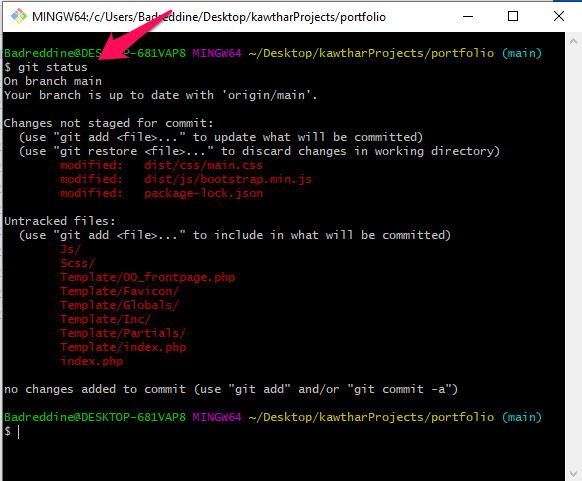 MINGW64:/c/Users/Badreddine/Desktop/kawtharProjects/portfolio
Badreddine@DESKTOP-681VAP8 MINGW64 ~/Desktop/kawtharProjects/portfolio (main)
$ git status
On branch main
Your branch is up to date with 'origin/main'.
Changes not staged for commit:
(use "git add <file>..." to update what will be committed)
(use "git restore <file>..." to discard changes in working directory)
modified:   dist/css/main.css
modified:   dist/js/bootstrap.min.js
modified:   package-lock.json
Untracked files:
(use "git add <file>..." to include in what will be committed)
Js/
Scss/
Template/00_frontpage.php
Template/Favicon/
Template/Globals/
Template/Inc/
Template/Partials/
Template/index.php
index.php
no changes added to commit (use "git add" and/or "git commit -a")
Badreddine@DESKTOP-681VAP8 MINGW64 ~/Desktop/kawtharProjects/portfolio (main)
$